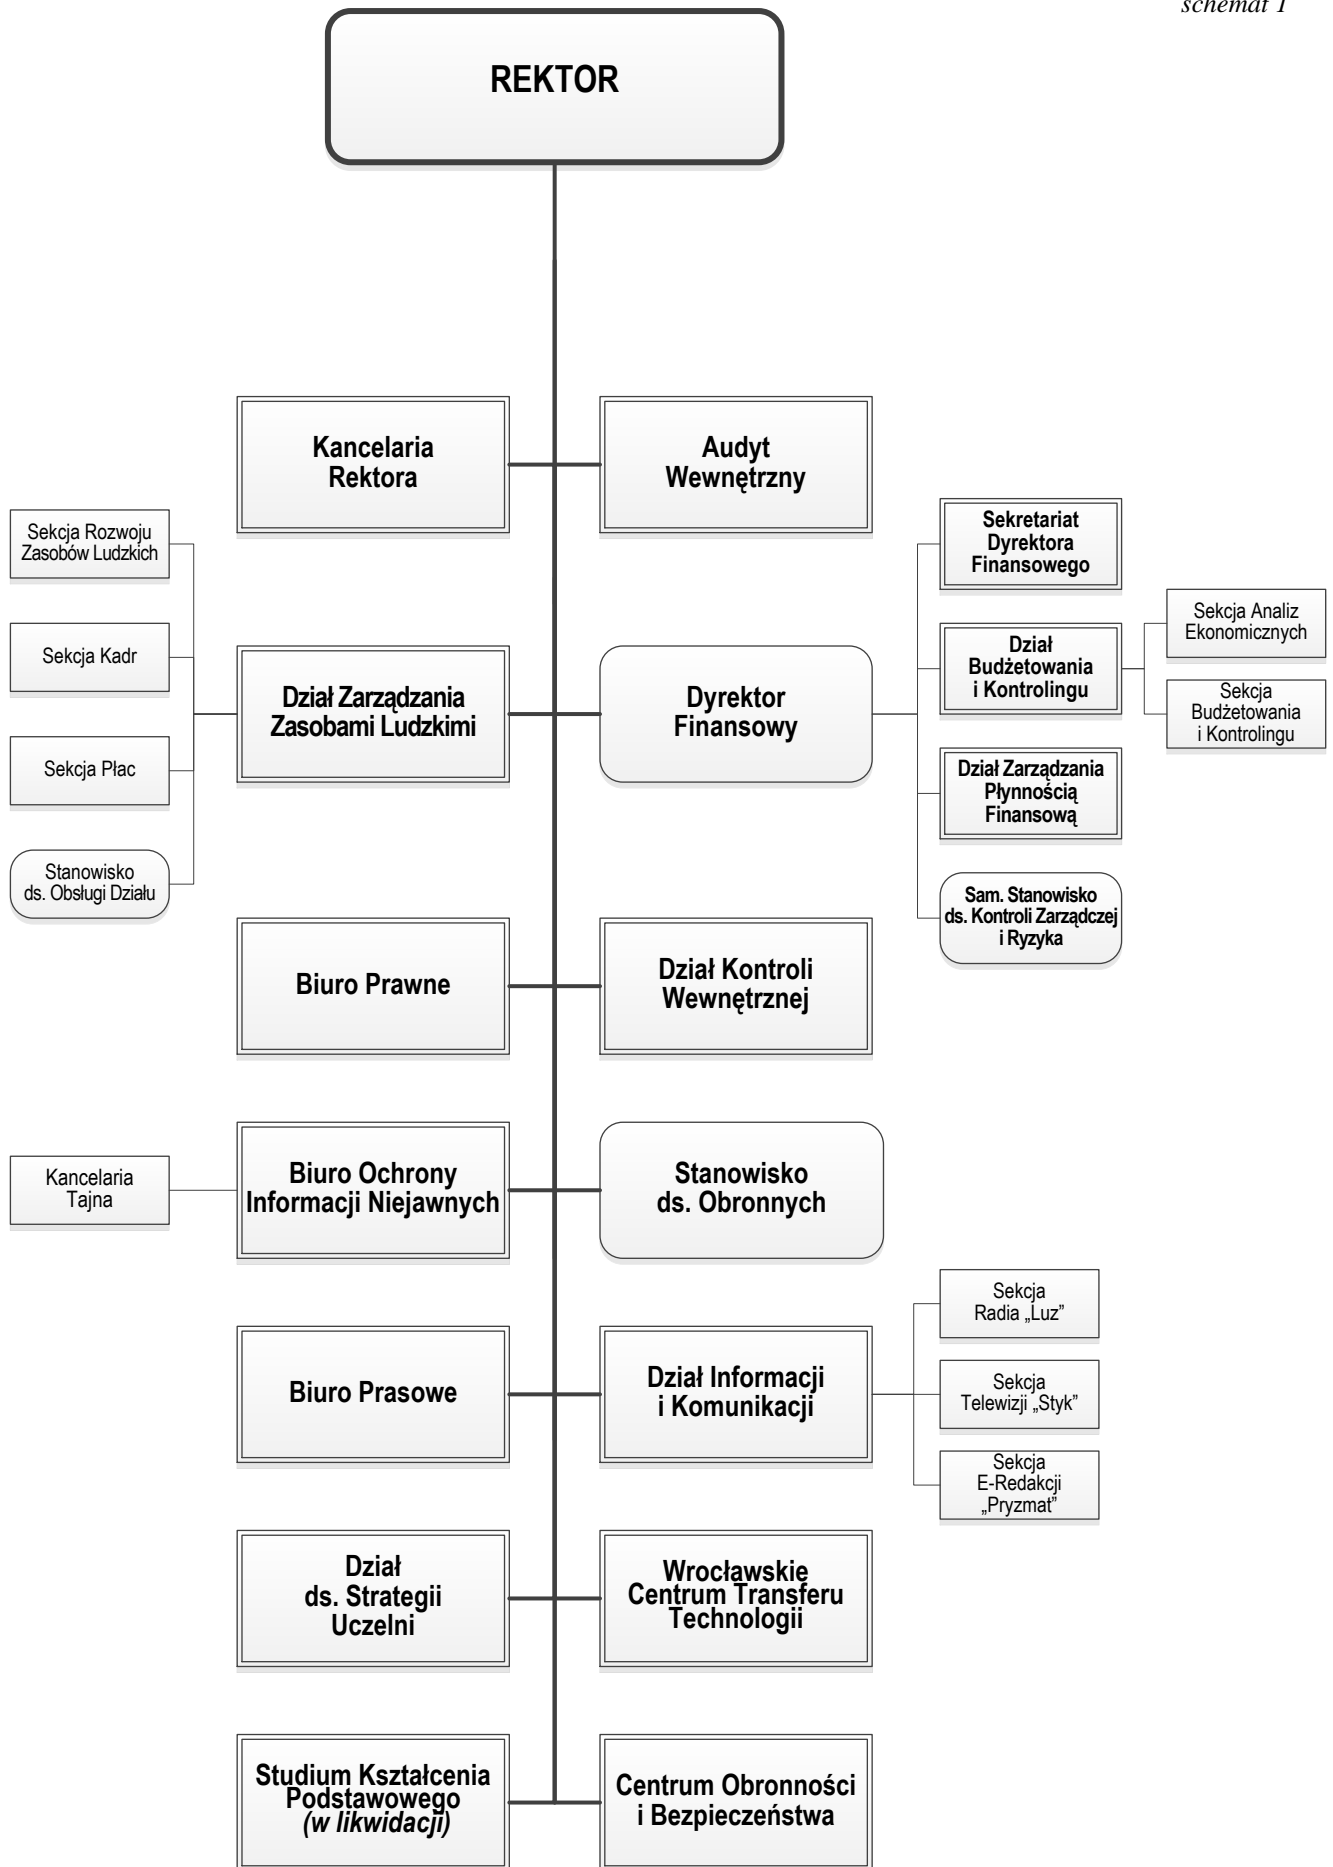 schemat 1
REKTOR
Kancelaria
Rektora
Audyt
Wewnętrzny
Sekcja Rozwoju
Zasobów Ludzkich
Sekcja Kadr
Sekcja Płac
Stanowisko
ds. Obsługi Działu
Dział Zarządzania
Zasobami Ludzkimi
Dyrektor
Finansowy
Sekretariat
Dyrektora
Finansowego
Dział
Budżetowania
i Kontrolingu
Dział Zarządzania
Płynnością
Finansową
Sam. Stanowisko
ds. Kontroli Zarządczej
i Ryzyka
Sekcja Analiz
Ekonomicznych
Sekcja
Budżetowania
i Kontrolingu
Biuro Prawne
Dział Kontroli
Wewnętrznej
Kancelaria
Tajna
Biuro Ochrony
Informacji Niejawnych
Stanowisko
ds. Obronnych
Biuro Prasowe
Dział Informacji
i Komunikacji
Sekcja
Radia „Luz”
Sekcja
Telewizji „Styk”
Sekcja
E-Redakcji
„Pryzmat”
Dział
ds. Strategii
Uczelni
Wrocławskie
Centrum Transferu
Technologii
Studium Kształcenia
Podstawowego
(w likwidacji)
Centrum Obronności
i Bezpieczeństwa